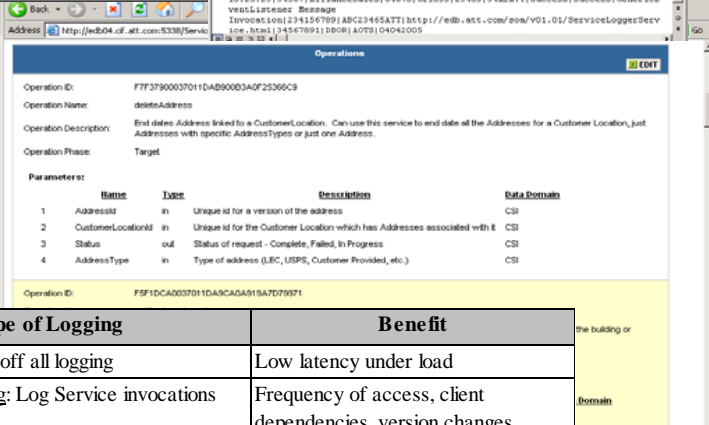 ventListener Message
Invocation|234156789|ABC23465ATT|http://edb.att.com/soa/v01.01/ServiceLoggerServ
ice.html|34567891|DBOR|AOTS|04042005
Back
Address http://edb04.cif.att.com:5338/Servic
Go
Operations
EDIT
Operation ID: F7F37900037011DAB900B3A0F25366C9
Operation Name: deleteAddress
Operation Description: End dates Address linked to a CustomerLocation. Can use this service to end date all the Addresses for a Customer Location, just
Addresses with specific AddressTypes or just one Address.
Operation Phase: Target
Parameters:
Name Type Description Data Domain
1 AddressId in Unique id for a version of the address CSI
2 CustomerLocationId in Unique id for the Customer Location which has Addresses associated with it CSI
3 Status out Status of request - Complete, Failed, In Progress CSI
4 AddressType in Type of address (LEC, USPS, Customer Provided, etc.) CSI
Operation ID: F5F1DCA0037011DA9CA0A919A7D79971
pe of Logging Benefit
the building or
off all logging Low latency under load
g: Log Service invocations Frequency of access, client
Domain
dependencies, version changes